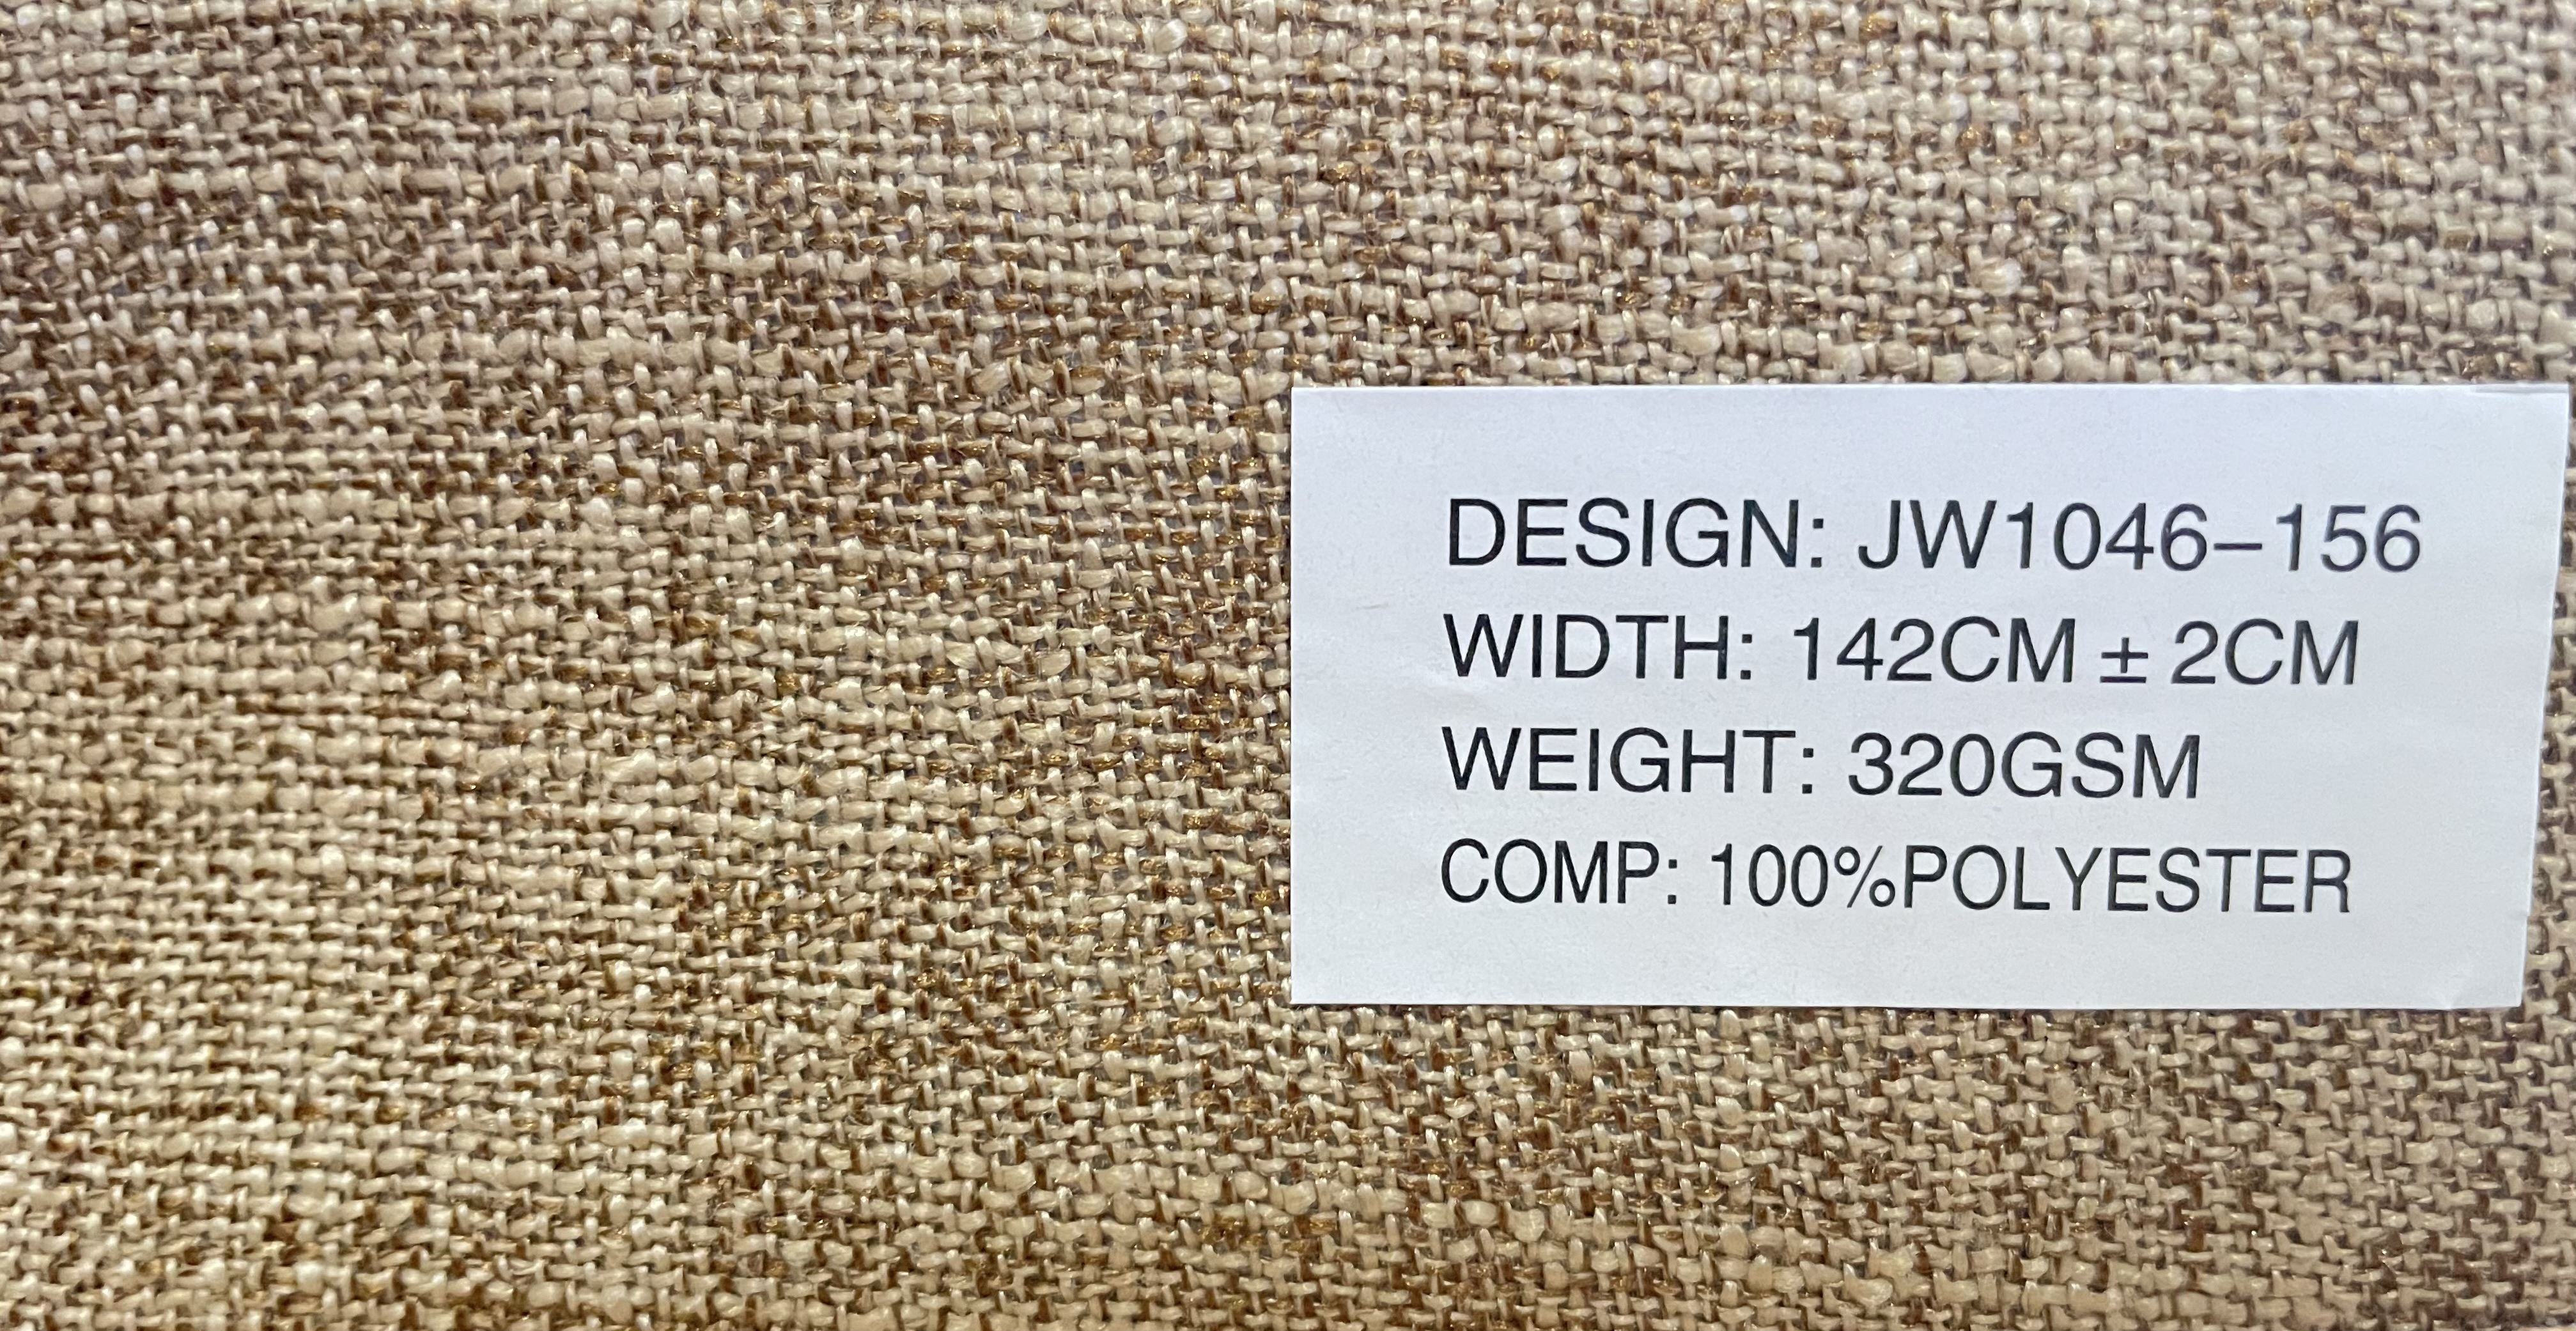 DESIGN: JW1046-156
WIDTH: 142CM ± 2CM
WEIGHT: 320GSM
COMP: 100%POLYESTER